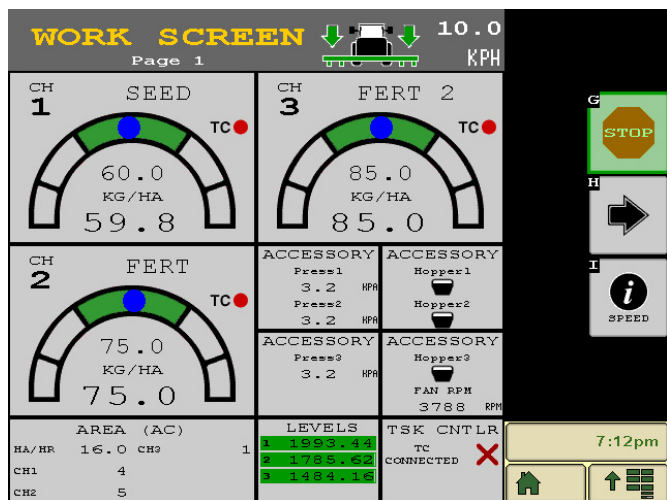 WORK SCREEN
Page 1
10.0
KPH
CH
1
SEED
TC
60.0
KG/HA
59.8
CH
3
FERT 2
TC
85.0
KG/HA
85.0
CH
2
FERT
TC
75.0
KG/HA
75.0
ACCESSORY
Press1
3.2 KPA
Press2
3.2 KPA
ACCESSORY
Hopper1
Hopper2
ACCESSORY
Press3
3.2 KPA
ACCESSORY
Hopper3
FAN RPM
3788 RPM
AREA (AC)
HA/HR 16.0 CH3 1
CH1 4
CH2 5
LEVELS
1 1993.44
2 1785.62
3 1484.16
TSK CNTLR
TC
CONNECTED
G
STOP
H
I
i
SPEED
7:12pm